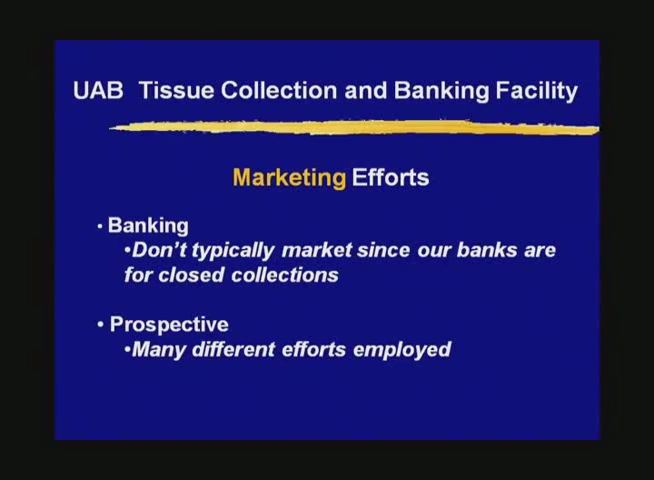 UAB Tissue Collection and Banking Facility
Marketing Efforts
• Banking
•Don't typically market since our banks are
for closed collections
• Prospective
•Many different efforts employed